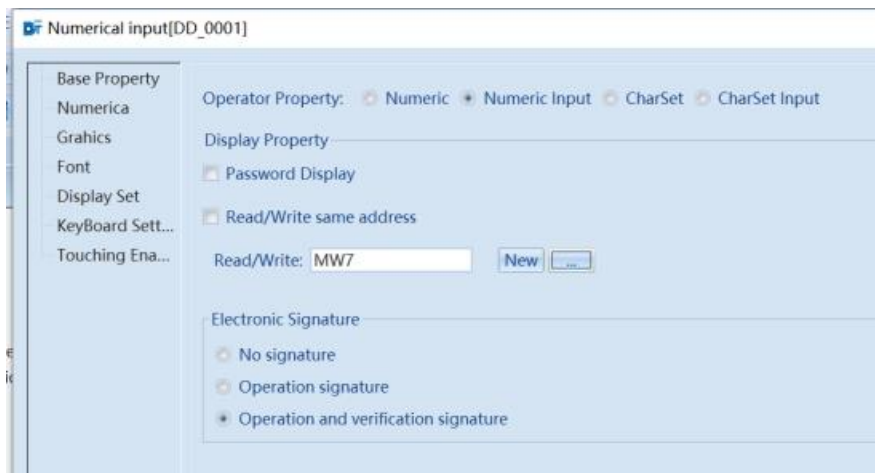 Numerical input[DD_0001]
Base Property
Numerica
Grahics
Font
Display Set
KeyBoard Sett...
Touching Ena...
Operator Property: Numeric Numeric Input CharSet CharSet Input
Display Property
Password Display
Read/Write same address
Read/Write: MW7 New ...
Electronic Signature
No signature
Operation signature
Operation and verification signature